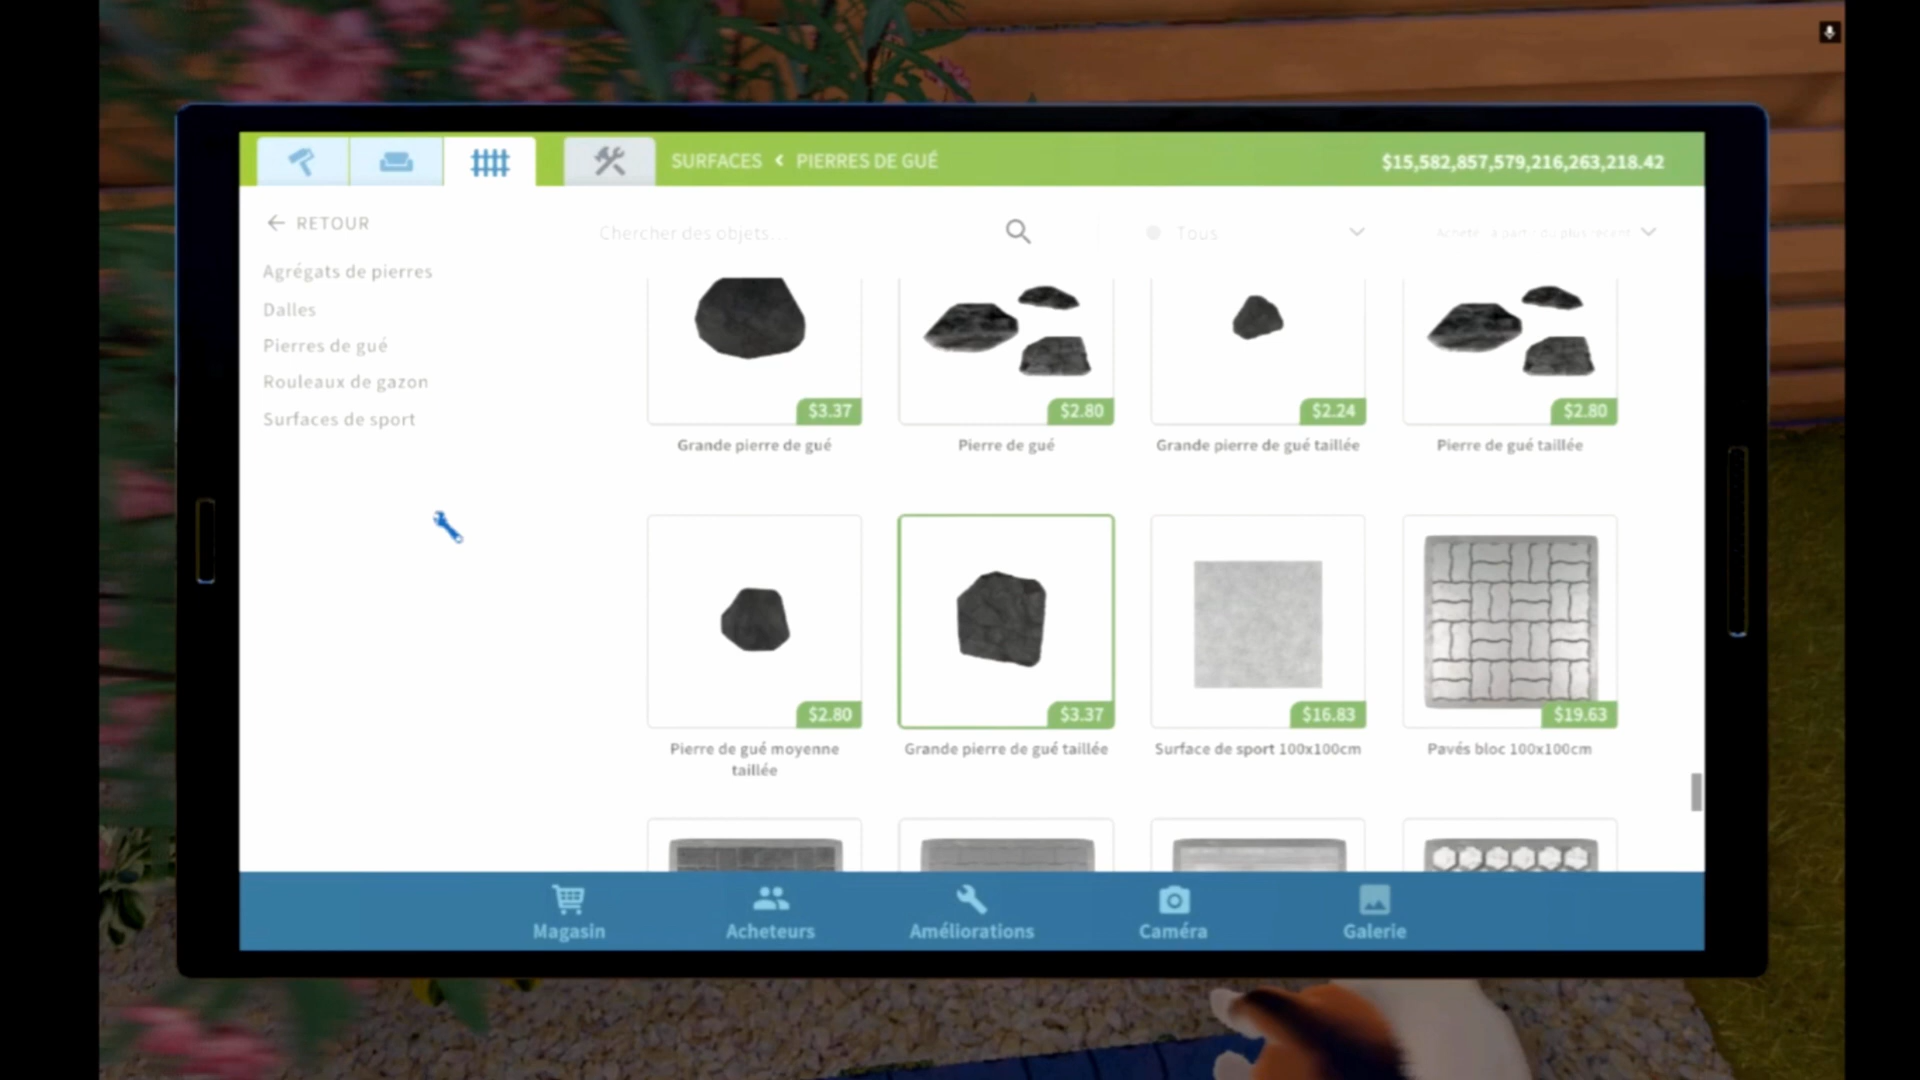 SURFACES < PIERRES DE GUÉ
$15,582,857,579,216,263,218.42
← RETOUR
Chercher des objets...
Tous
Agrégats de pierres
Dalles
Pierres de gué
Rouleaux de gazon
Surfaces de sport
$3.37
$2.80
$2.24
$2.80
Grande pierre de gué
Pierre de gué
Grande pierre de gué taillée
Pierre de gué taillée
$2.80
$3.37
$16.83
$19.63
Pierre de gué moyenne
taillée
Grande pierre de gué taillée
Surface de sport 100x100cm
Pavés bloc 100x100cm
Magasin
Acheteurs
Améliorations
Caméra
Galerie